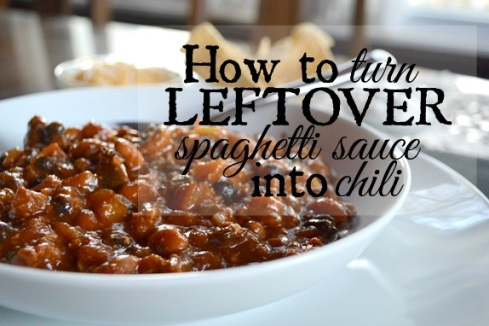 How to turn
LEFTOVER
spaghetti sauce
into chili